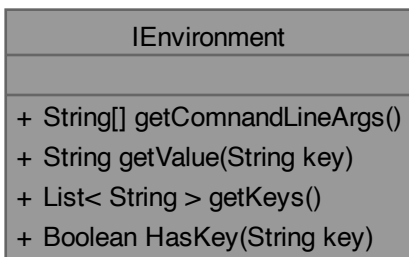 IEnvironment
+ String[] getComnandLineArgs()
+ String getValue(String key)
+ List< String > getKeys()
+ Boolean HasKey(String key)